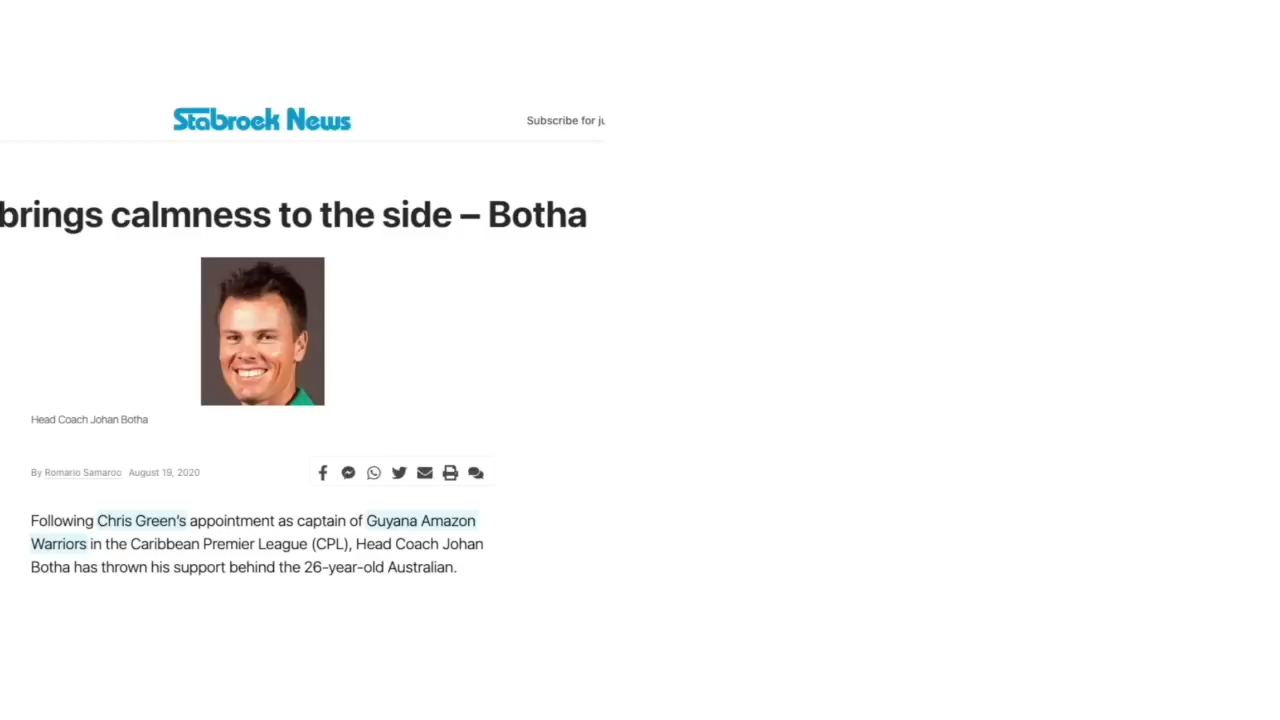 Stabroek News
Subscribe for
brings calmness to the side – Botha
Head Coach Johan Botha
By Romario Samaroo August 19, 2020
Following Chris Green's appointment as captain of Guyana Amazon
Warriors in the Caribbean Premier League (CPL), Head Coach Johan
Botha has thrown his support behind the 26-year-old Australian.